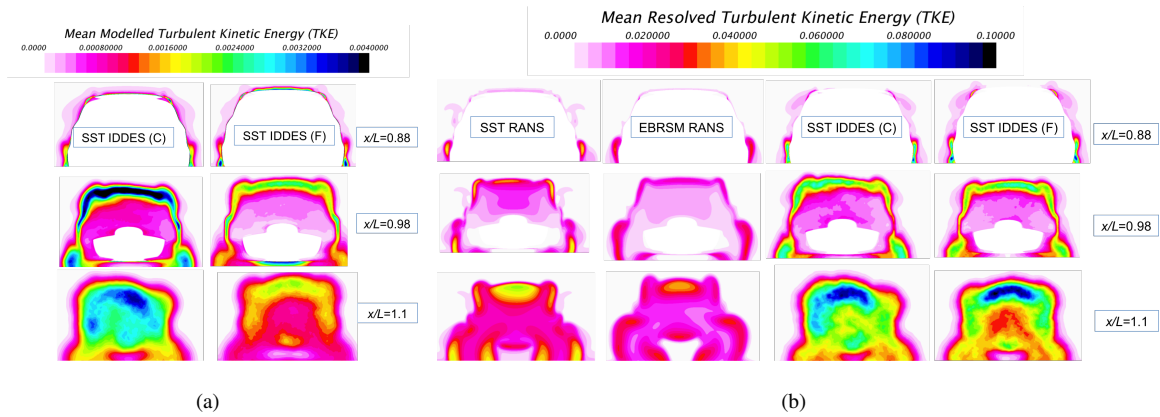 Mean Modelled Turbulent Kinetic Energy (TKE)
0.0000 0.00080000 0.0016000 0.0024000 0.0032000 0.0040000
SST IDDES (C)
SST IDDES (F)
x/L=0.88
x/L=0.98
x/L=1.1
(a)
Mean Resolved Turbulent Kinetic Energy (TKE)
0.0000 0.020000 0.040000 0.060000 0.080000 0.10000
SST RANS
EBRSM RANS
SST IDDES (C)
SST IDDES (F)
x/L=0.88
x/L=0.98
x/L=1.1
(b)